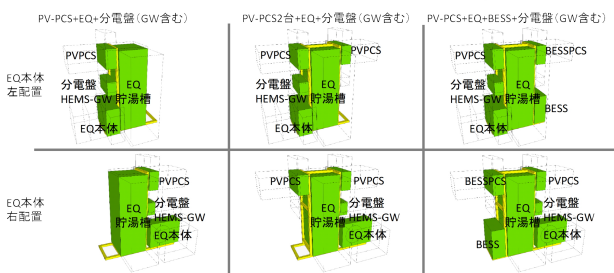 PV-PCS+EQ+分電盤(GW含む)
PV-PCS2台+EQ+分電盤(GW含む)
PV-PCS+EQ+BESS+分電盤(GW含む)
EQ本体
左配置
PVPCS
分電盤
HEMS-GW
EQ
貯湯槽
EQ本体
PVPCS
PVPCS
分電盤
HEMS-GW
EQ
貯湯槽
EQ本体
PVPCS
BESSPCS
分電盤
HEMS-GW
EQ
貯湯槽
BESS
EQ本体
EQ本体
右配置
PVPCS
EQ
貯湯槽
分電盤
HEMS-GW
EQ本体
PVPCS
PVPCS
EQ
貯湯槽
分電盤
HEMS-GW
EQ本体
BESSPCS
PVPCS
EQ
貯湯槽
分電盤
HEMS-GW
BESS
EQ本体